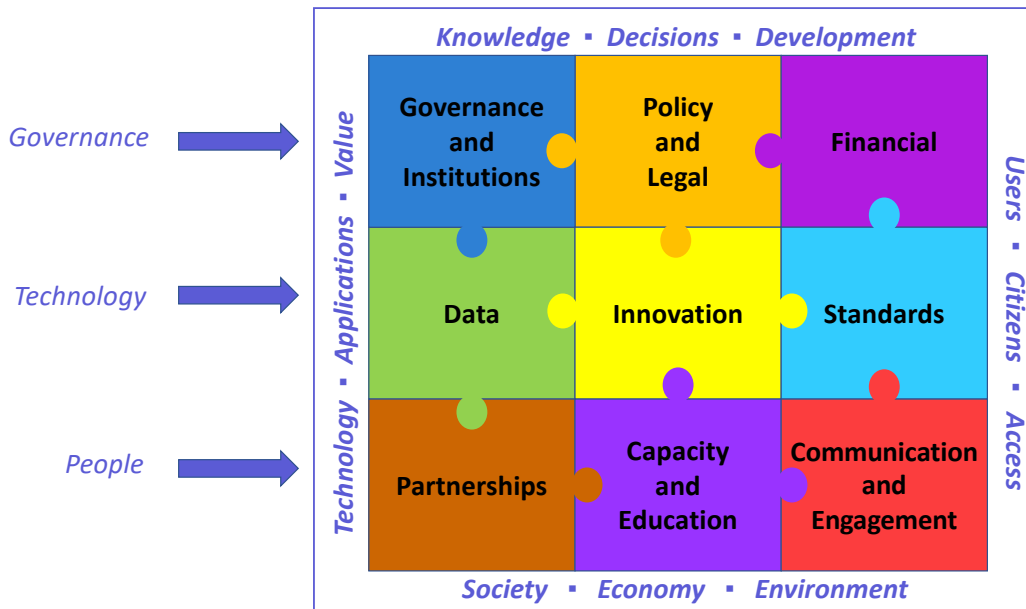 Knowledge ▪ Decisions ▪ Development
Governance
Technology
People
Technology ▪ Applications ▪ Value
Governance
and
Institutions
Policy
and
Legal
Financial
Data
Innovation
Standards
Partnerships
Capacity
and
Education
Communication
and
Engagement
Users ▪ Citizens ▪ Access
Society ▪ Economy ▪ Environment